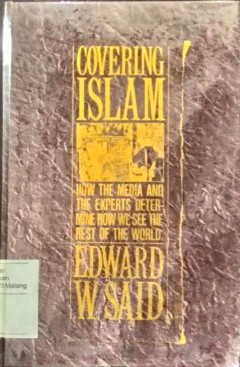 COVERING
ISLAM
HOW THE MEDIA AND
THE EXPERTS DETER-
MINE HOW WE SEE THE
REST OF THE WORLD.
EDWARD
W. SAID
Malang